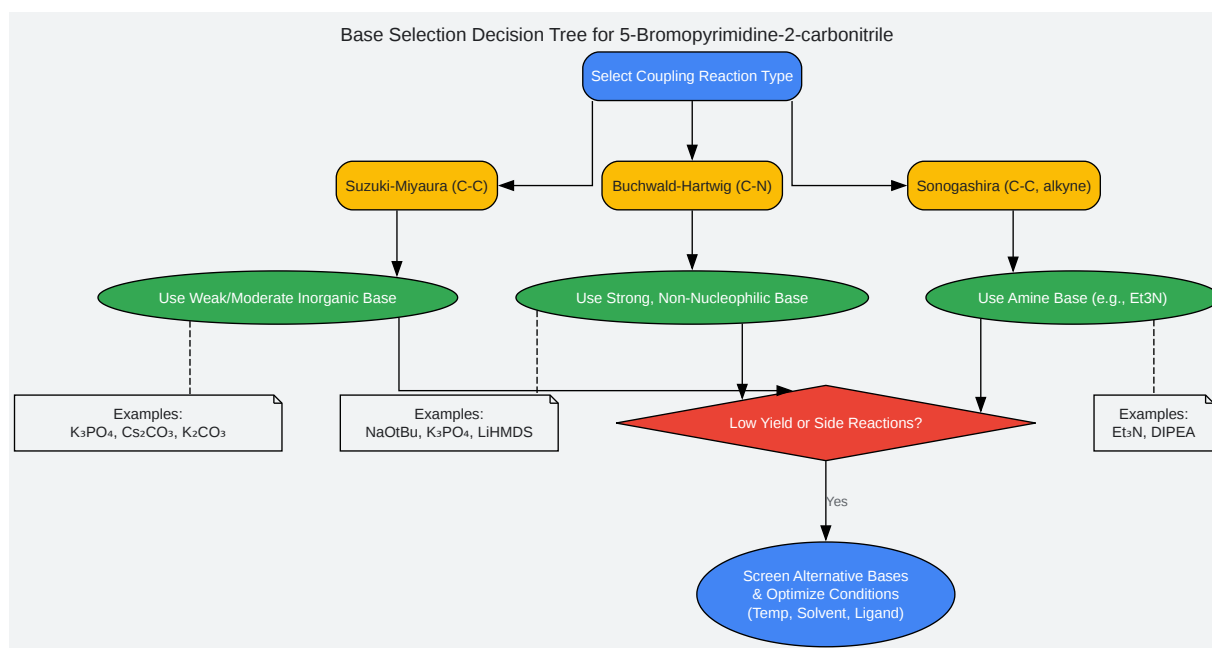 Base Selection Decision Tree for 5-Bromopyrimidine-2-carbonitrile
Select Coupling Reaction Type
Suzuki-Miyaura (C-C)
Buchwald-Hartwig (C-N)
Sonogashira (C-C, alkyne)
Use Weak/Moderate Inorganic Base
Use Strong, Non-Nucleophilic Base
Use Amine Base (e.g., Et3N)
Examples:
K₃PO₄, Cs₂CO₃, K₂CO₃
Examples:
NaOtBu, K₃PO₄, LiHMDS
Low Yield or Side Reactions?
Examples:
Et₃N, DIPEA
Yes
Screen Alternative Bases
& Optimize Conditions
(Temp, Solvent, Ligand)